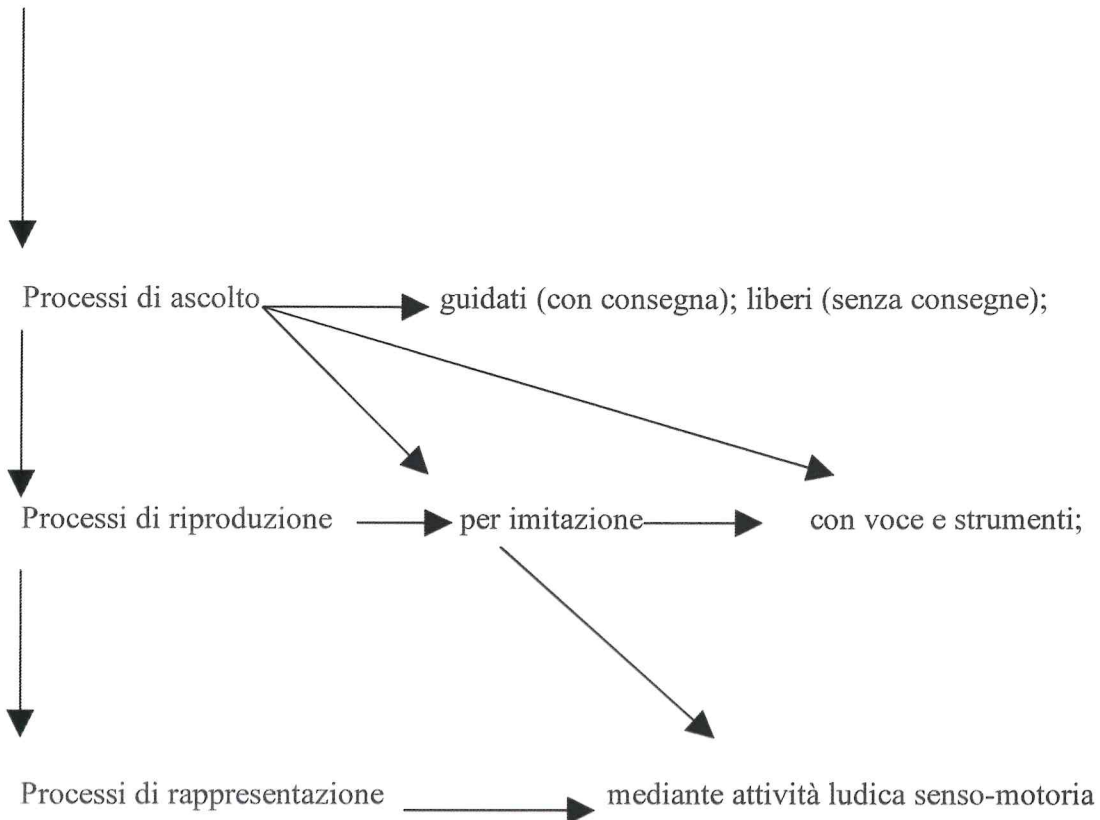 Processi di ascolto guidati (con consegna); liberi (senza consegne);
Processi di riproduzione per imitazione con voce e strumenti;
Processi di rappresentazione mediante attività ludica senso-motoria